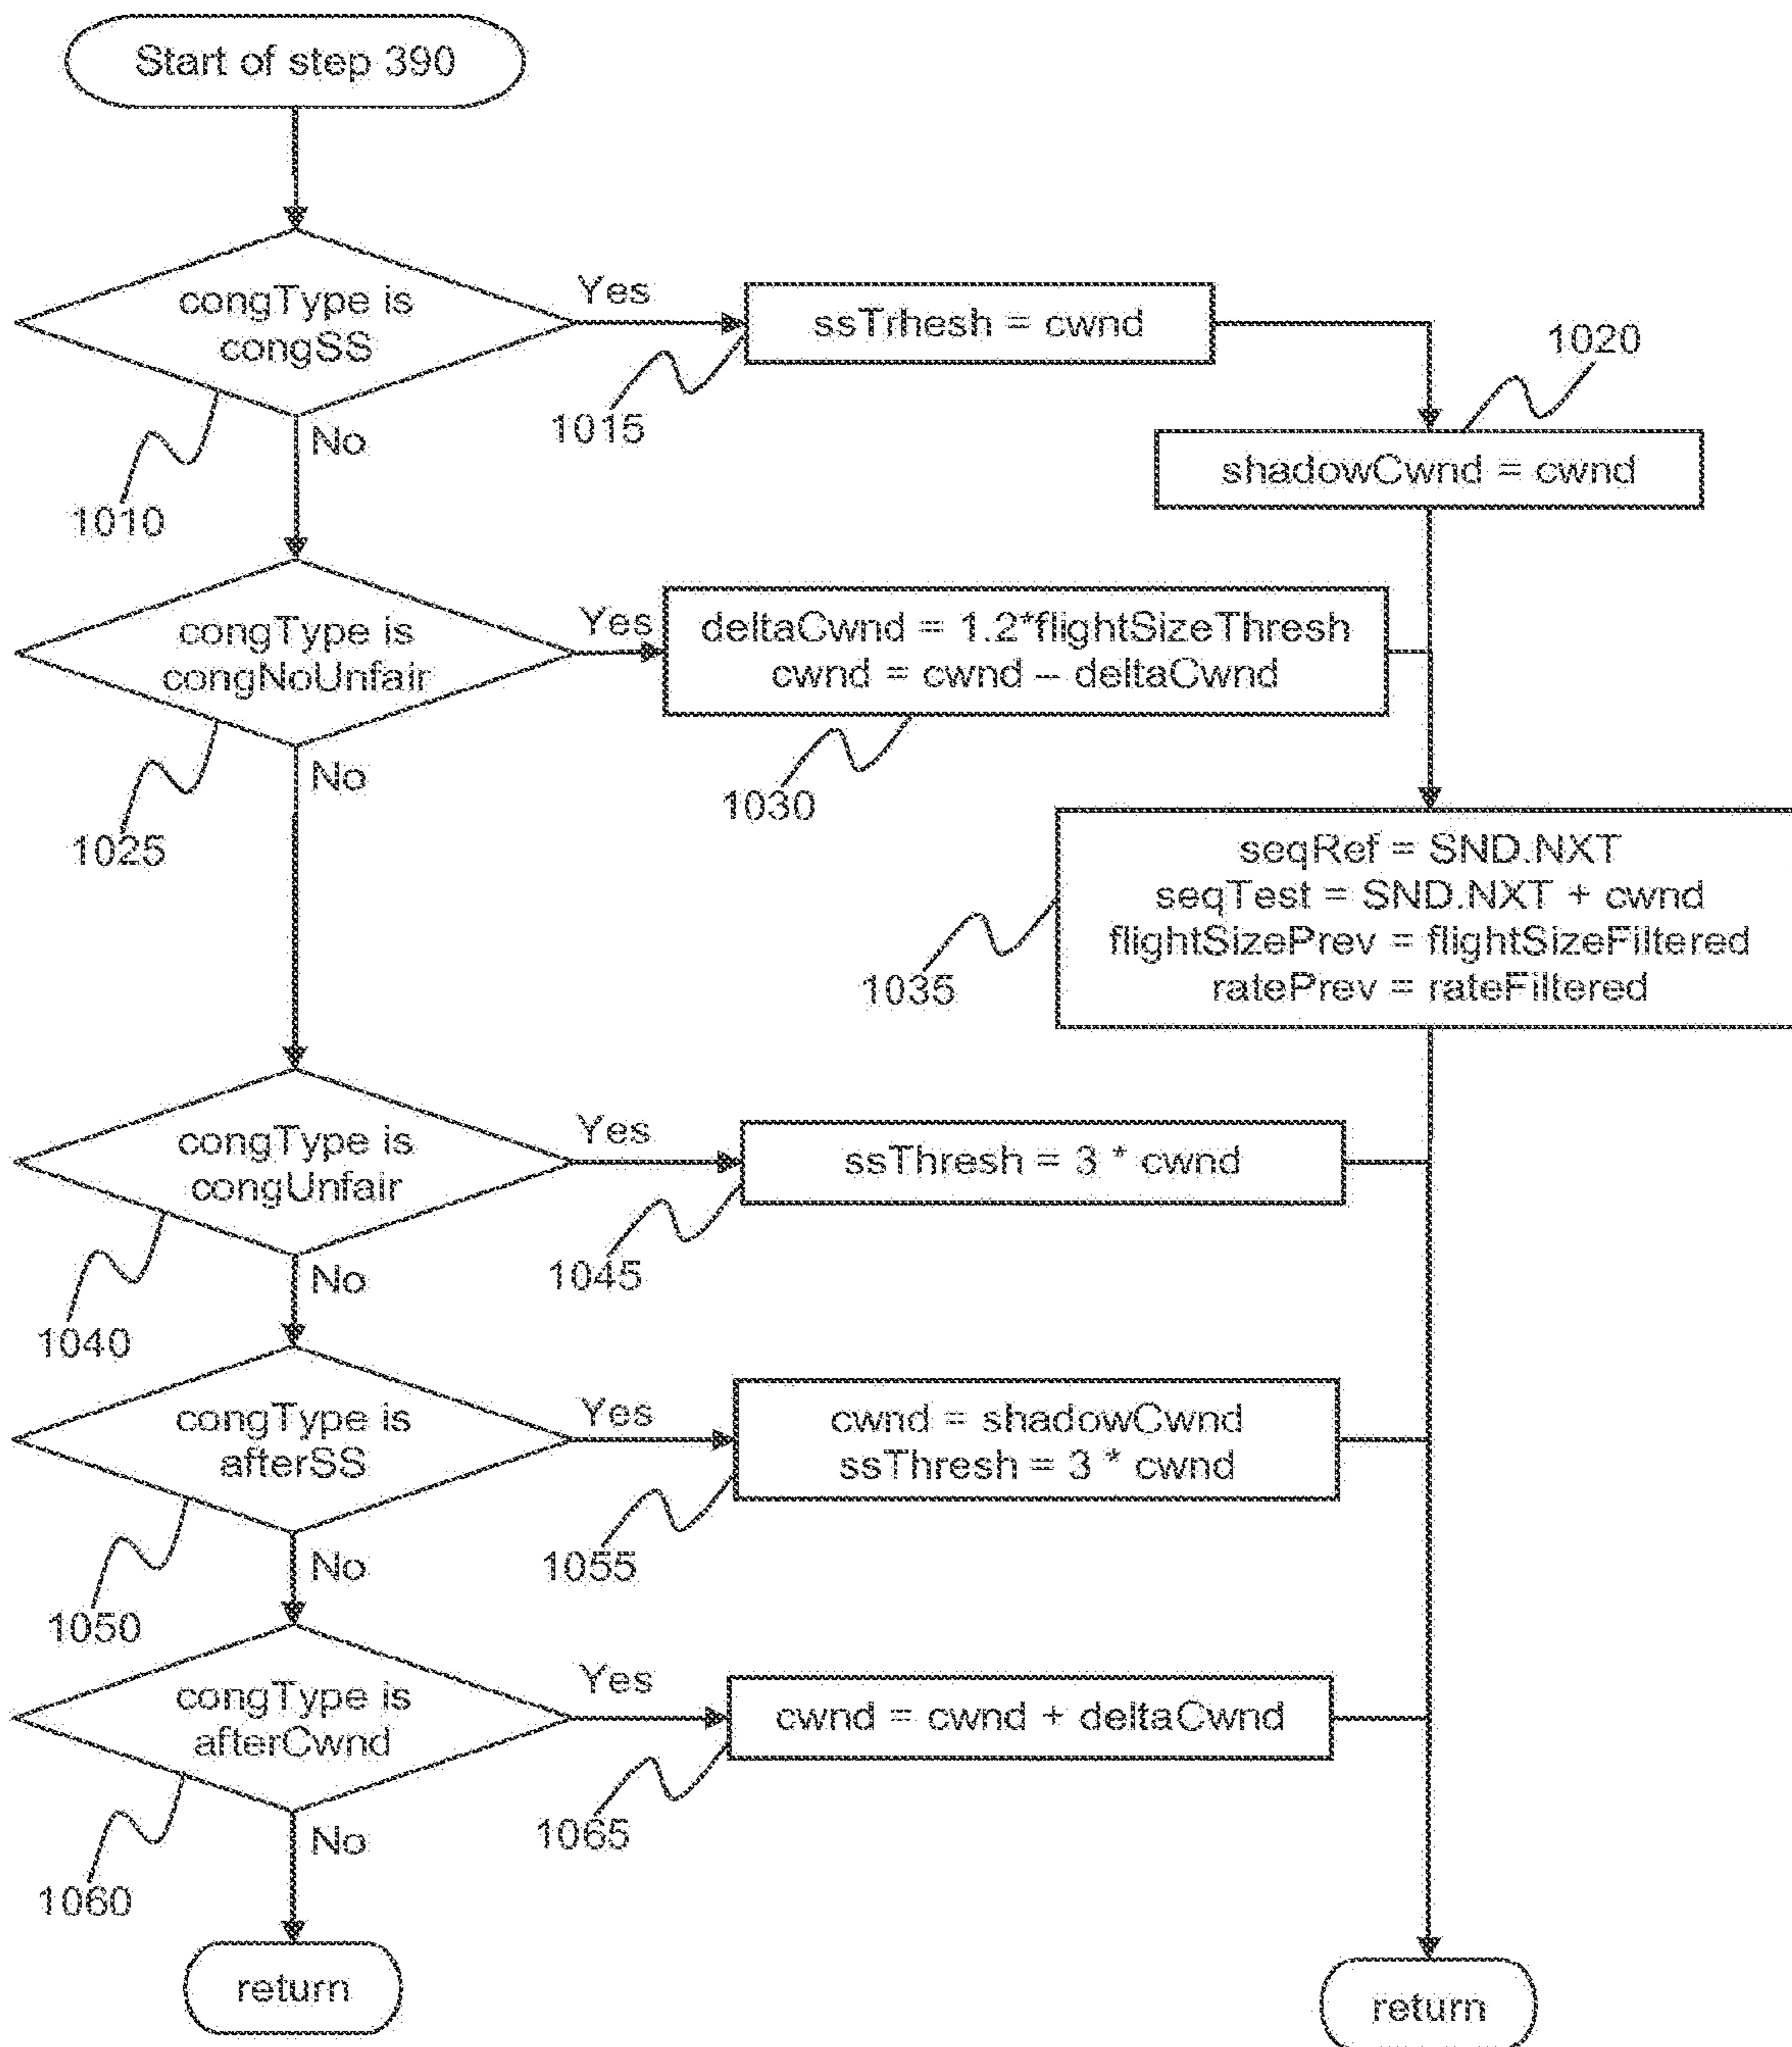 Start of step 390
congType is
congSS
Yes
ssTrhesh = cwnd
1020
1015
No
1010
shadowCwnd = cwnd
congType is
congNoUnfair
Yes
deltaCwnd = 1.2*flightSizeThresh
cwnd = cwnd – deltaCwnd
No
1030
1025
seqRef = SND.NXT
seqTest = SND.NXT + cwnd
flightSizePrev = flightSizeFiltered
ratePrev = rateFiltered
1035
congType is
congUnfair
Yes
ssThresh = 3 * cwnd
No
1045
1040
congType is
afterSS
Yes
cwnd = shadowCwnd
ssThresh = 3 * cwnd
No
1055
1050
congType is
afterCwnd
Yes
cwnd = cwnd + deltaCwnd
No
1065
1060
return
return